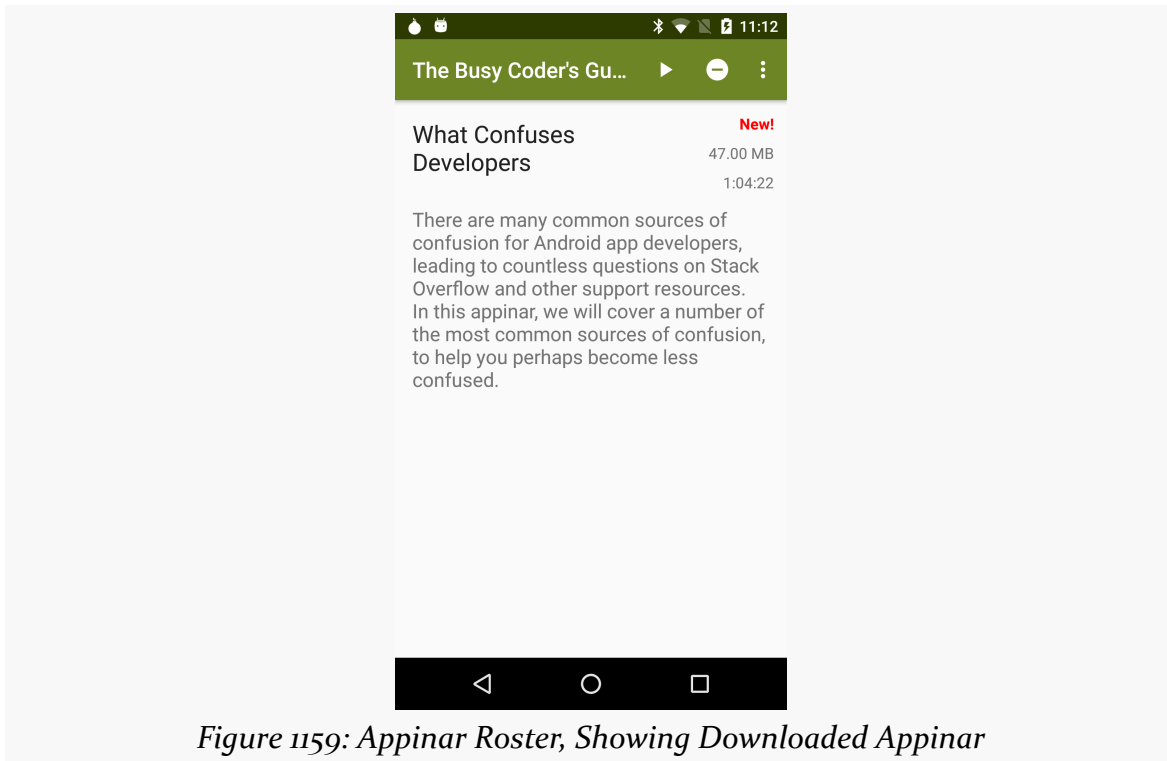 11:12
The Busy Coder's Gu...
What Confuses
Developers
New!
47.00 MB
1:04:22
There are many common sources of
confusion for Android app developers,
leading to countless questions on Stack
Overflow and other support resources.
In this appinar, we will cover a number of
the most common sources of confusion,
to help you perhaps become less
confused.
Figure 1159: Appinar Roster, Showing Downloaded Appinar